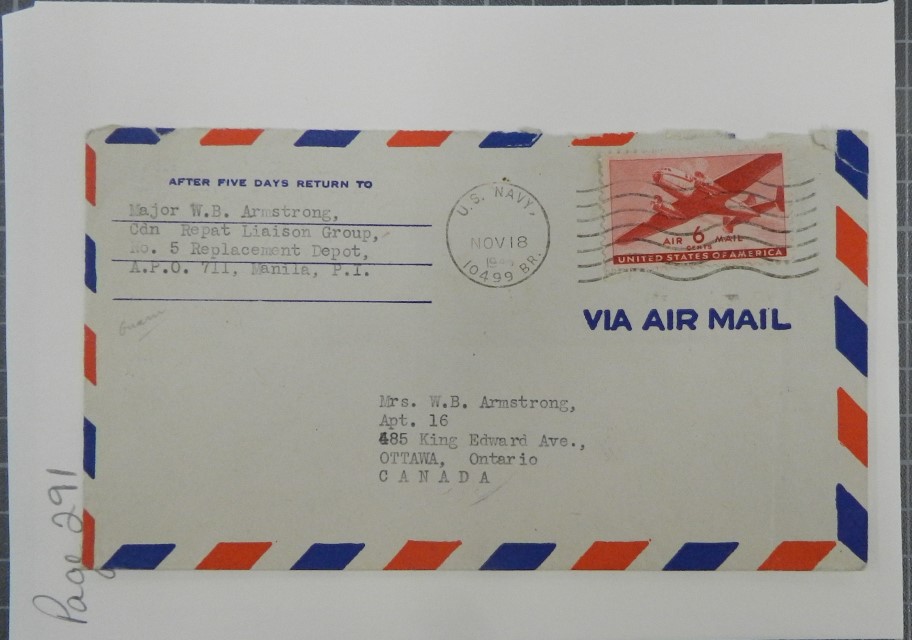 AFTER FIVE DAYS RETURN TO
Major W.B. Armstrong,
Cdn Repat Liaison Group,
No. 5 Replacement Depot,
A.P.O. 711, Manila, P.I.
U.S. NAVY
NOV 18
10499 BR.
AIR 6 MAIL
CENTS
UNITED STATES OF AMERICA
VIA AIR MAIL
Guam
Mrs. W.B. Armstrong,
Apt. 16
485 King Edward Ave.,
OTTAWA, Ontario
C A N A D A
Page 291